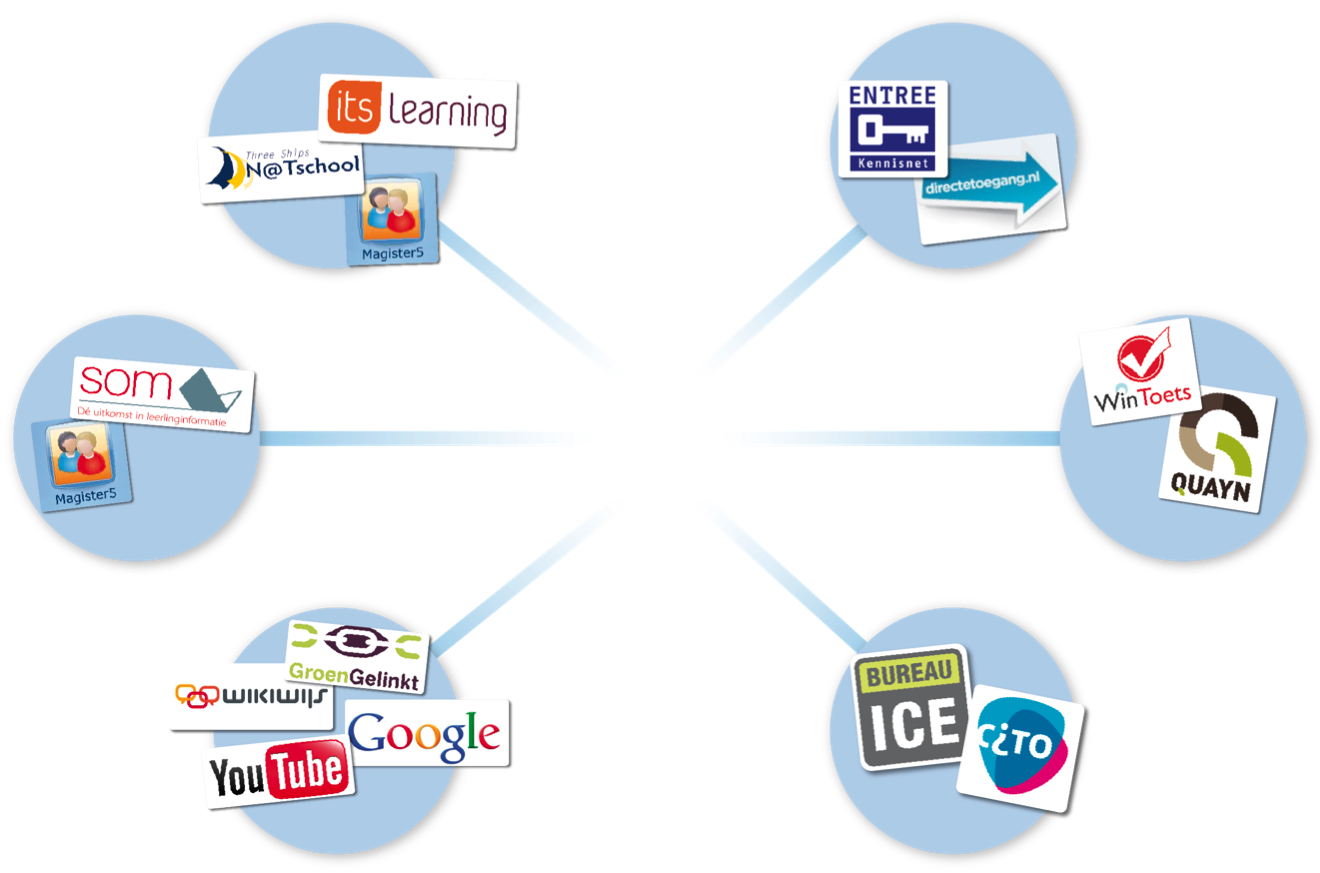 its learning
Three Ships
N@Tschool
Magister5
ENTREE
Kennisnet
directetoegang.nl
som
Dé uitkomst in leerlinginformatie
Magister5
WinToets
QUAYN
GroenGelinkt
wikiwijs
Google
YouTube
BUREAU
ICE
CiTO